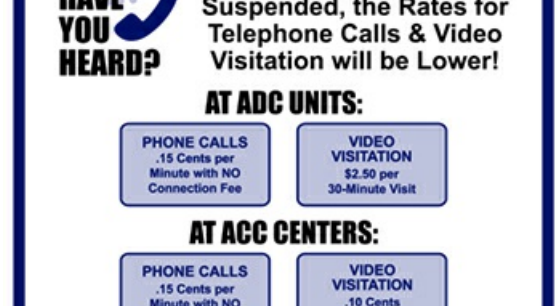 HAVE
YOU
HEARD?
Suspended, the Rates for
Telephone Calls & Video
Visitation will be Lower!
AT ADC UNITS:
PHONE CALLS
.15 Cents per
Minute with NO
Connection Fee
VIDEO
VISITATION
$2.50 per
30-Minute Visit
AT ACC CENTERS:
PHONE CALLS
.15 Cents per
Minute with NO
VIDEO
VISITATION
.10 Cents